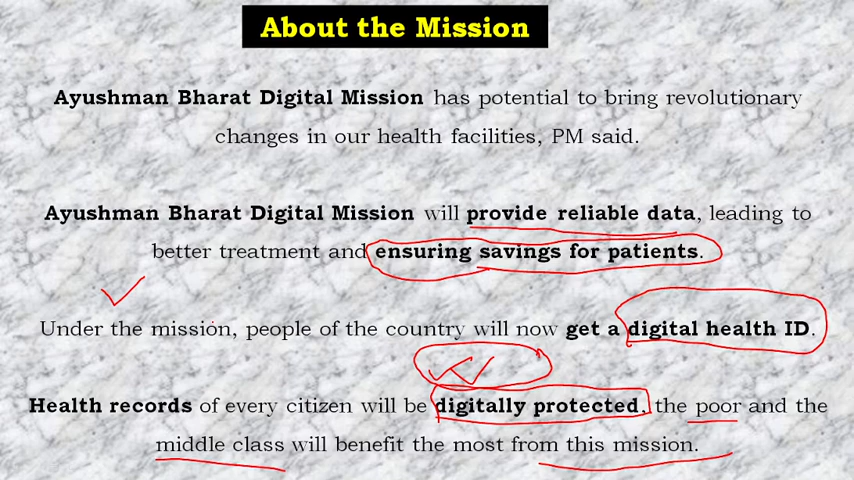 About the Mission
Ayushman Bharat Digital Mission has potential to bring revolutionary
changes in our health facilities, PM said.
Ayushman Bharat Digital Mission will provide reliable data, leading to
better treatment and ensuring savings for patients.
Under the mission, people of the country will now get a digital health ID.
Health records of every citizen will be digitally protected, the poor and the
middle class will benefit the most from this mission.